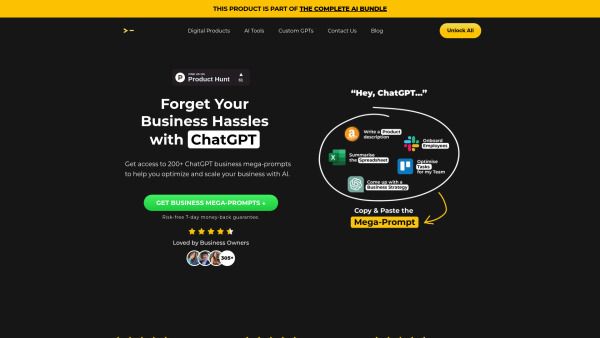 THIS PRODUCT IS PART OF THE COMPLETE AI BUNDLE
Digital Products
AI Tools
Custom GPTs
Contact Us
Blog
Unlock All
FIND US ON
Product Hunt
Forget Your
Business Hassles
with ChatGPT
Get access to 200+ ChatGPT business mega-prompts
to help you optimize and scale your business with AI.
GET BUSINESS MEGA-PROMPTS
Risk-free 7-day money-back guarantee.
Loved by Business Owners
305+
“Hey, ChatGPT...”
Write a Product
description
Onboard
Employees
Summarise
the Spreadsheet
Optimise
Tasks
for my Team
Come up with a
Business Strategy
Copy & Paste the
Mega-Prompt